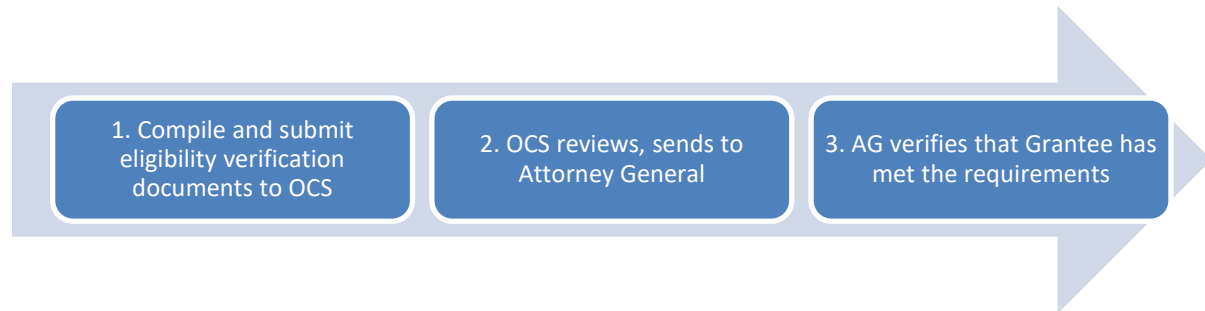 1. Compile and submit
eligibility verification
documents to OCS
2. OCS reviews, sends to
Attorney General
3. AG verifies that Grantee has
met the requirements